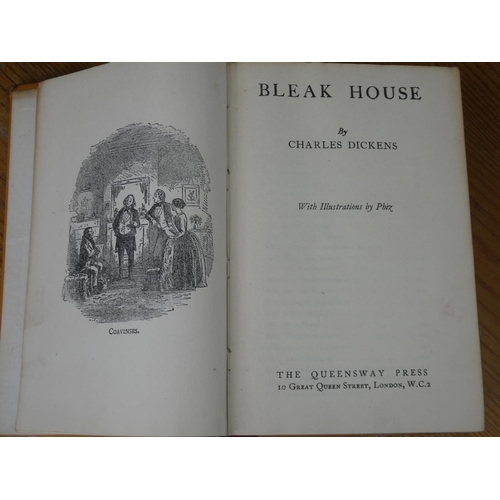 COAVINSES.
BLEAK HOUSE
By
CHARLES DICKENS
With Illustrations by Phiz
THE QUEENSWAY PRESS
10 GREAT QUEEN STREET, LONDON, W.C.2